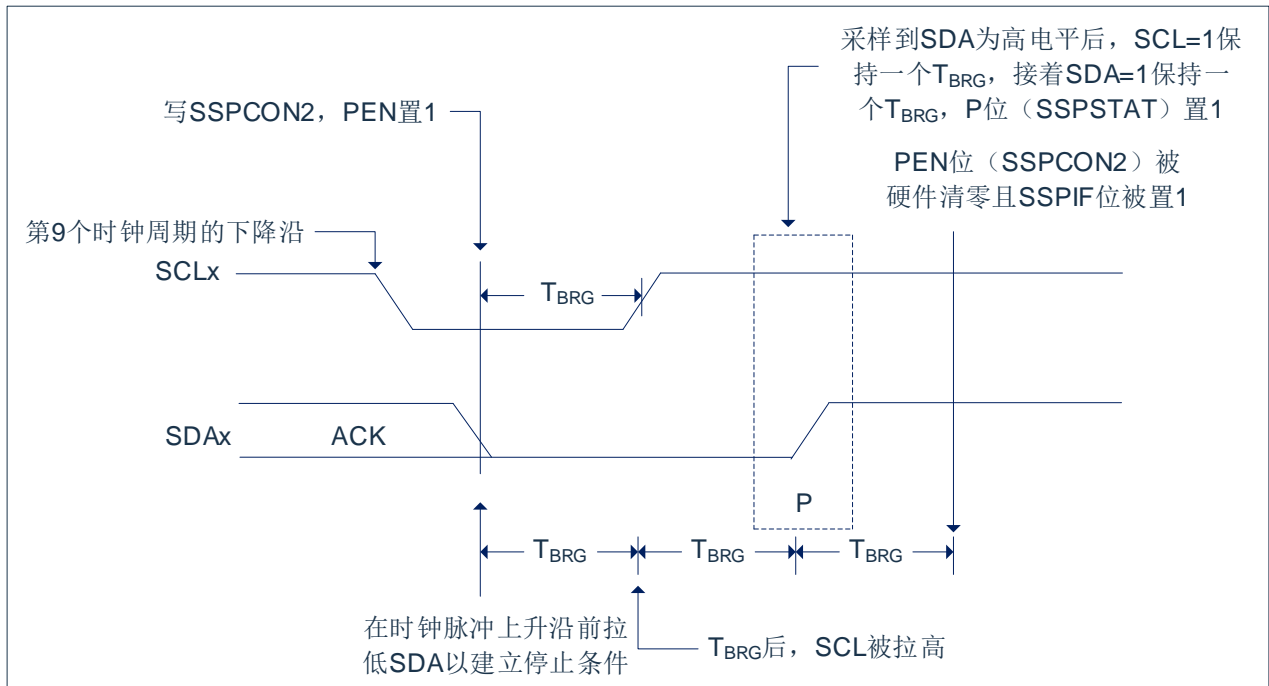 采样到SDA为高电平后，SCL=1保
持一个TBRG，接着SDA=1保持一
个TBRG，P位（SSPSTAT）置1
写SSPCON2，PEN置1
PEN位（SSPCON2）被
硬件清零且SSPIF位被置1
第9个时钟周期的下降沿
SCLx
TBRG
SDAx
ACK
P
TBRG
TBRG
TBRG
在时钟脉冲上升沿前拉
低SDA以建立停止条件
TBRG后，SCL被拉高